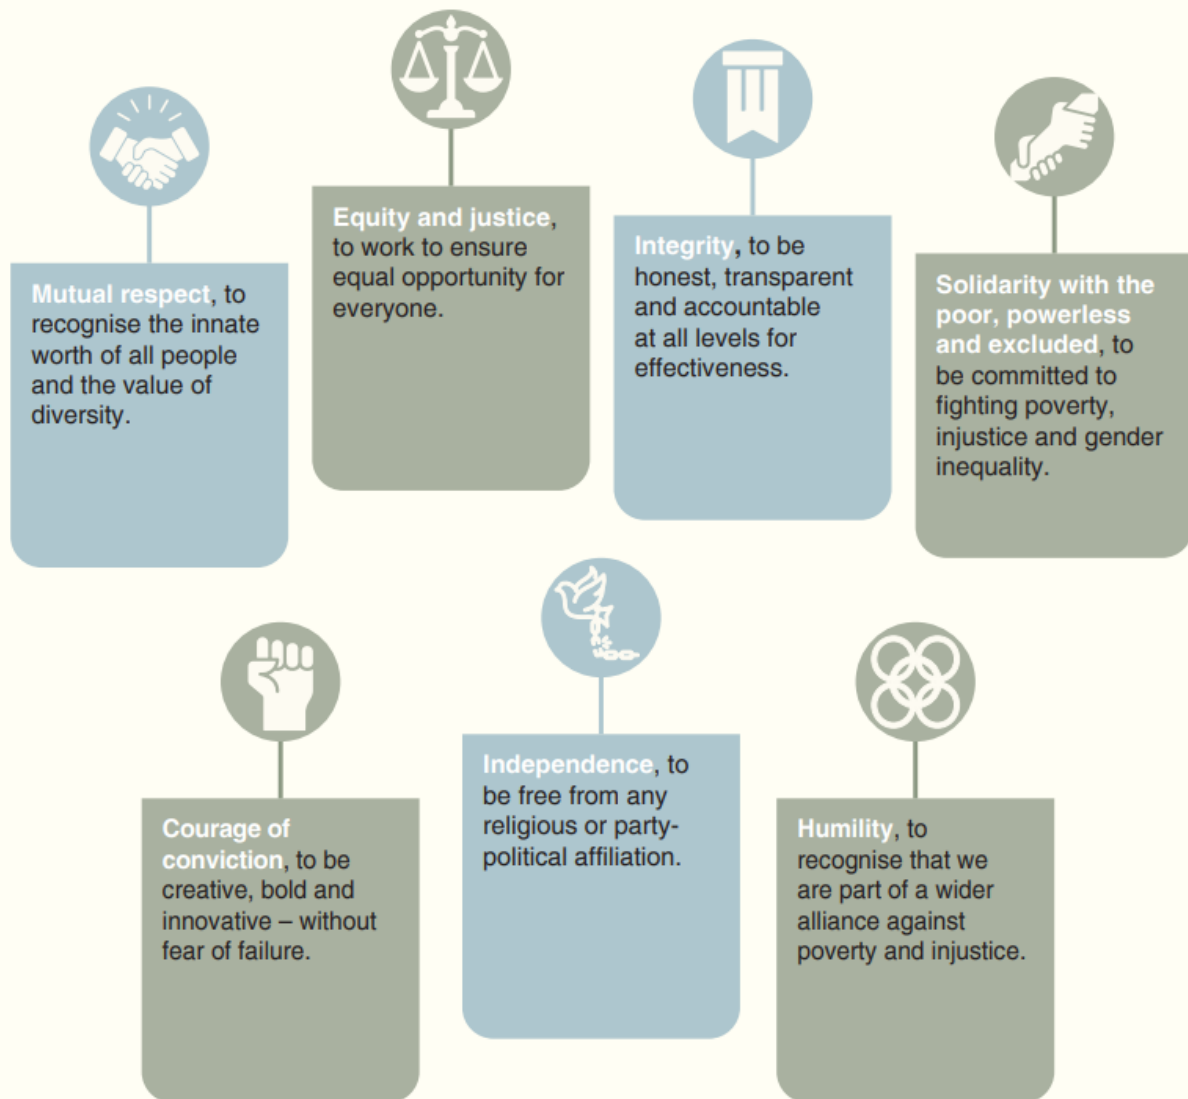 Mutual respect, to
recognise the innate
worth of all people
and the value of
diversity.
Equity and justice,
to work to ensure
equal opportunity for
everyone.
Integrity, to be
honest, transparent
and accountable
at all levels for
effectiveness.
Solidarity with the
poor, powerless
and excluded, to
be committed to
fighting poverty,
injustice and gender
inequality.
Courage of
conviction, to be
creative, bold and
innovative – without
fear of failure.
Independence, to
be free from any
religious or party-
political affiliation.
Humility, to
recognise that we
are part of a wider
alliance against
poverty and injustice.